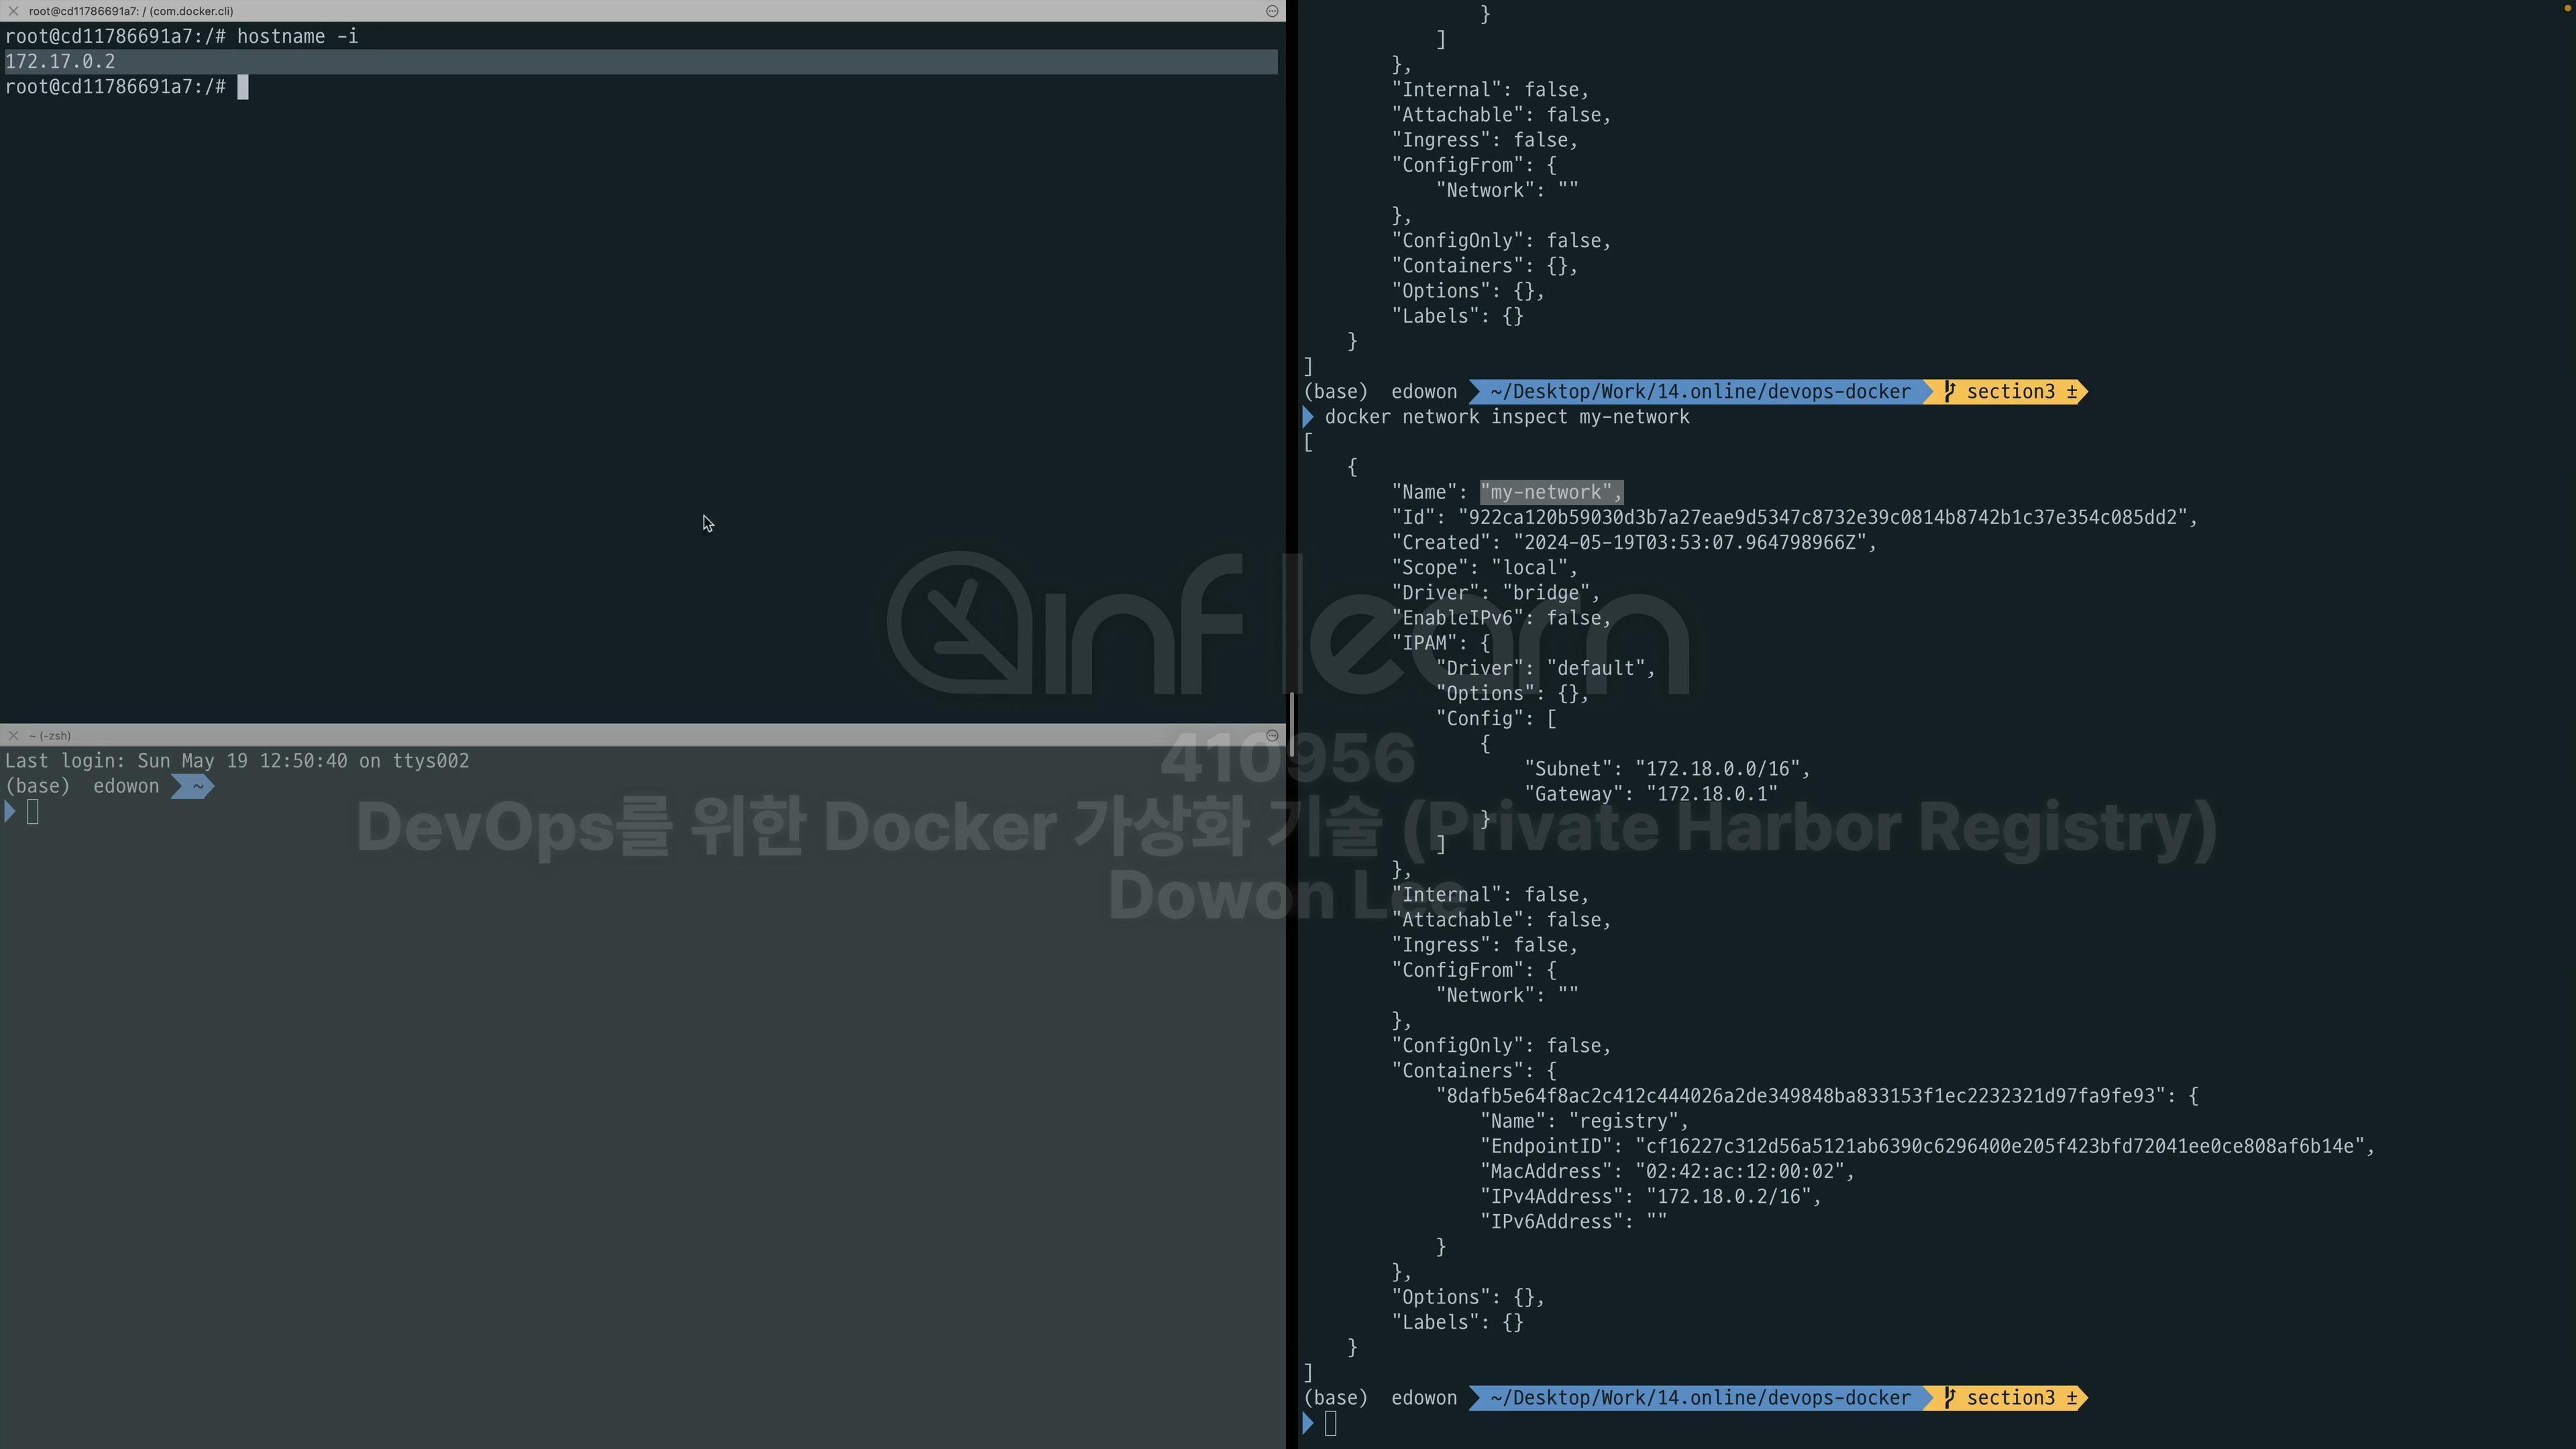 root@cd11786691a7: / (com.docker.cli)
root@cd11786691a7:/# hostname -i
172.17.0.2
root@cd11786691a7:/#
~ (-zsh)
Last login: Sun May 19 12:50:40 on ttys002
(base) edowon ~
}
]
},
"Internal": false,
"Attachable": false,
"Ingress": false,
"ConfigFrom": {
"Network": ""
},
"ConfigOnly": false,
"Containers": {},
"Options": {},
"Labels": {}
}
]
(base) edowon ~/Desktop/Work/14.online/devops-docker section3 ±
docker network inspect my-network
[
{
"Name": "my-network",
"Id": "922ca120b59030d3b7a27eae9d5347c8732e39c0814b8742b1c37e354c085dd2",
"Created": "2024-05-19T03:53:07.964798966Z",
"Scope": "local",
"Driver": "bridge",
"EnableIPv6": false,
"IPAM": {
"Driver": "default",
"Options": {},
"Config": [
{
"Subnet": "172.18.0.0/16",
"Gateway": "172.18.0.1"
}
]
},
"Internal": false,
"Attachable": false,
"Ingress": false,
"ConfigFrom": {
"Network": ""
},
"ConfigOnly": false,
"Containers": {
"8dafb5e64f8ac2c412c444026a2de349848ba833153f1ec2232321d97fa9fe93": {
"Name": "registry",
"EndpointID": "cf16227c312d56a5121ab6390c6296400e205f423bfd72041ee0ce808af6b14e",
"MacAddress": "02:42:ac:12:00:02",
"IPv4Address": "172.18.0.2/16",
"IPv6Address": ""
}
},
"Options": {},
"Labels": {}
}
]
(base) edowon ~/Desktop/Work/14.online/devops-docker section3 ±
inflearn
410956
DevOps를 위한 Docker 가상화 기술 (Private Harbor Registry)
Dowon Lee